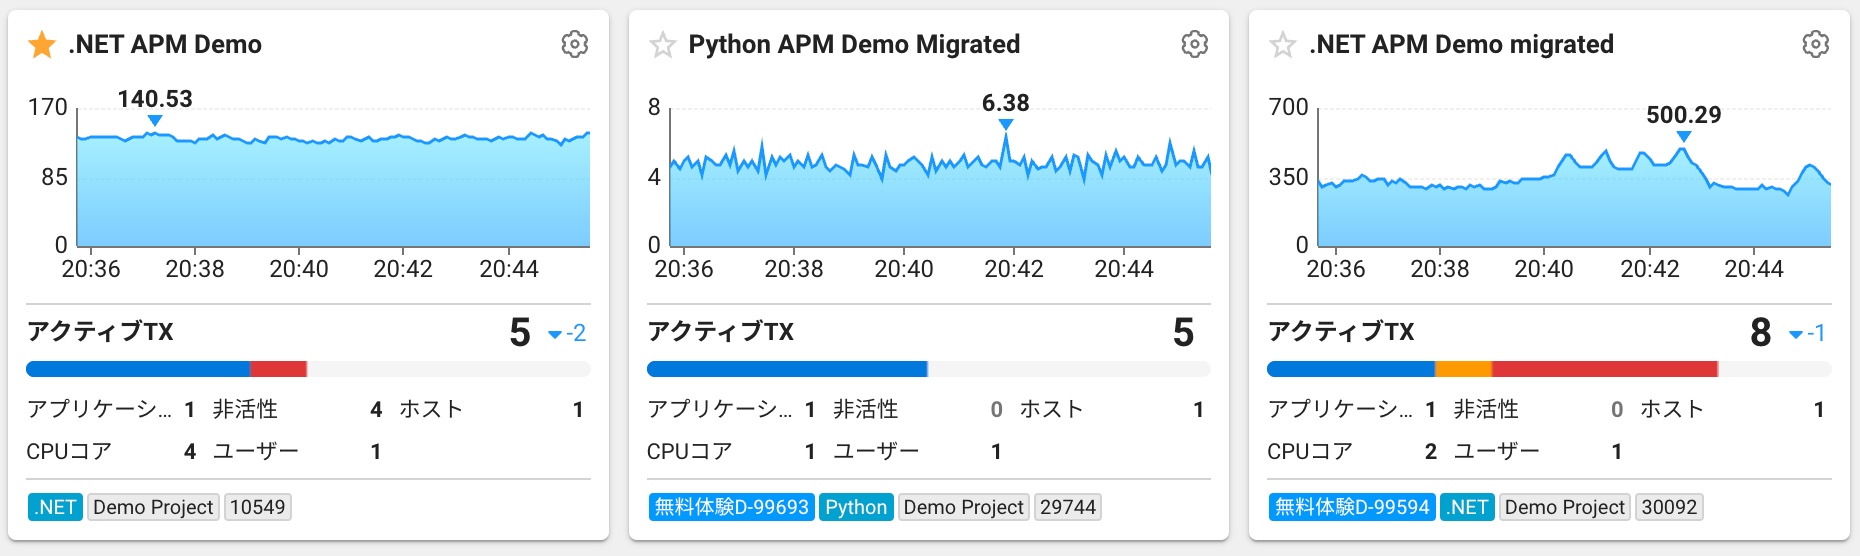 .NET APM Demo
140.53
170
85
0
20:36 20:38 20:40 20:42 20:44
アクティブTX 5 -2
アプリケーシ... 1 非活性 4 ホスト 1
CPUコア 4 ユーザー 1
.NET Demo Project 10549
Python APM Demo Migrated
6.38
8
4
0
20:36 20:38 20:40 20:42 20:44
アクティブTX 5
アプリケーシ... 1 非活性 0 ホスト 1
CPUコア 1 ユーザー 1
無料体験D-99693 Python Demo Project 29744
.NET APM Demo migrated
500.29
700
350
0
20:36 20:38 20:40 20:42 20:44
アクティブTX 8 -1
アプリケーシ... 1 非活性 0 ホスト 1
CPUコア 2 ユーザー 1
無料体験D-99594 .NET Demo Project 30092